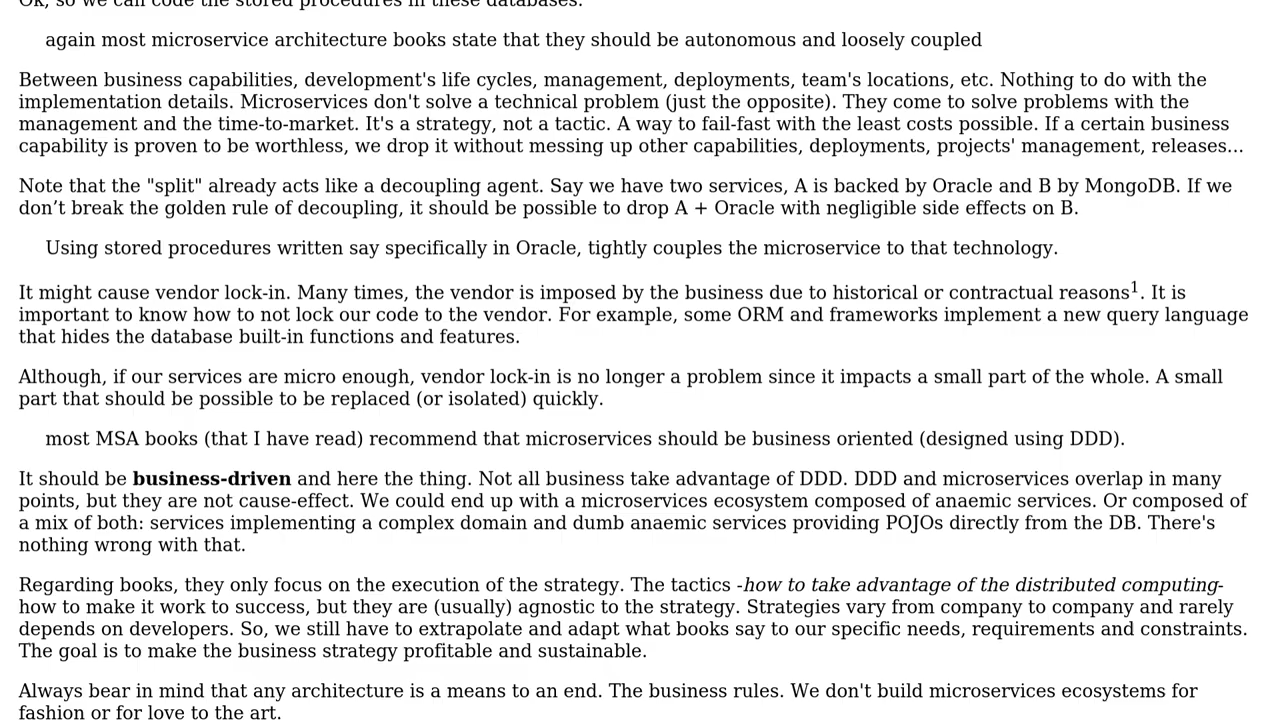 Ok, so we can code the stored procedures in these databases.
again most microservice architecture books state that they should be autonomous and loosely coupled
Between business capabilities, development's life cycles, management, deployments, team's locations, etc. Nothing to do with the
implementation details. Microservices don't solve a technical problem (just the opposite). They come to solve problems with the
management and the time-to-market. It's a strategy, not a tactic. A way to fail-fast with the least costs possible. If a certain business
capability is proven to be worthless, we drop it without messing up other capabilities, deployments, projects' management, releases...
Note that the "split" already acts like a decoupling agent. Say we have two services, A is backed by Oracle and B by MongoDB. If we
don’t break the golden rule of decoupling, it should be possible to drop A + Oracle with negligible side effects on B.
Using stored procedures written say specifically in Oracle, tightly couples the microservice to that technology.
It might cause vendor lock-in. Many times, the vendor is imposed by the business due to historical or contractual reasons1. It is
important to know how to not lock our code to the vendor. For example, some ORM and frameworks implement a new query language
that hides the database built-in functions and features.
Although, if our services are micro enough, vendor lock-in is no longer a problem since it impacts a small part of the whole. A small
part that should be possible to be replaced (or isolated) quickly.
most MSA books (that I have read) recommend that microservices should be business oriented (designed using DDD).
It should be business-driven and here the thing. Not all business take advantage of DDD. DDD and microservices overlap in many
points, but they are not cause-effect. We could end up with a microservices ecosystem composed of anaemic services. Or composed of
a mix of both: services implementing a complex domain and dumb anaemic services providing POJOs directly from the DB. There's
nothing wrong with that.
Regarding books, they only focus on the execution of the strategy. The tactics -how to take advantage of the distributed computing-
how to make it work to success, but they are (usually) agnostic to the strategy. Strategies vary from company to company and rarely
depends on developers. So, we still have to extrapolate and adapt what books say to our specific needs, requirements and constraints.
The goal is to make the business strategy profitable and sustainable.
Always bear in mind that any architecture is a means to an end. The business rules. We don't build microservices ecosystems for
fashion or for love to the art.